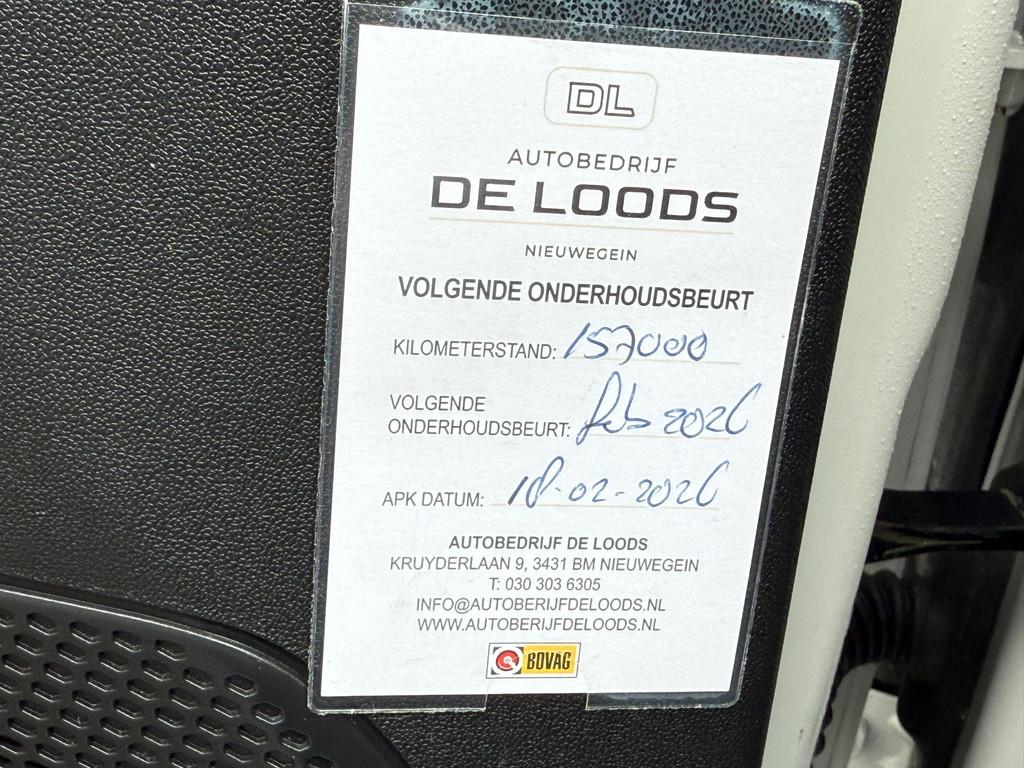 DL
AUTOBEDRIJF
DE LOODS
NIEUWEGEIN
VOLGENDE ONDERHOUDSBEURT
KILOMETERSTAND: 157000
VOLGENDE
ONDERHOUDSBEURT: feb 2026
APK DATUM: 18-02-2026
AUTOBEDRIJF DE LOODS
KRUYDERLAAN 9, 3431 BM NIEUWEGEIN
T: 030 303 6305
INFO@AUTOBERIJFDELOODS.NL
WWW.AUTOBERIJFDELOODS.NL
BOVAG